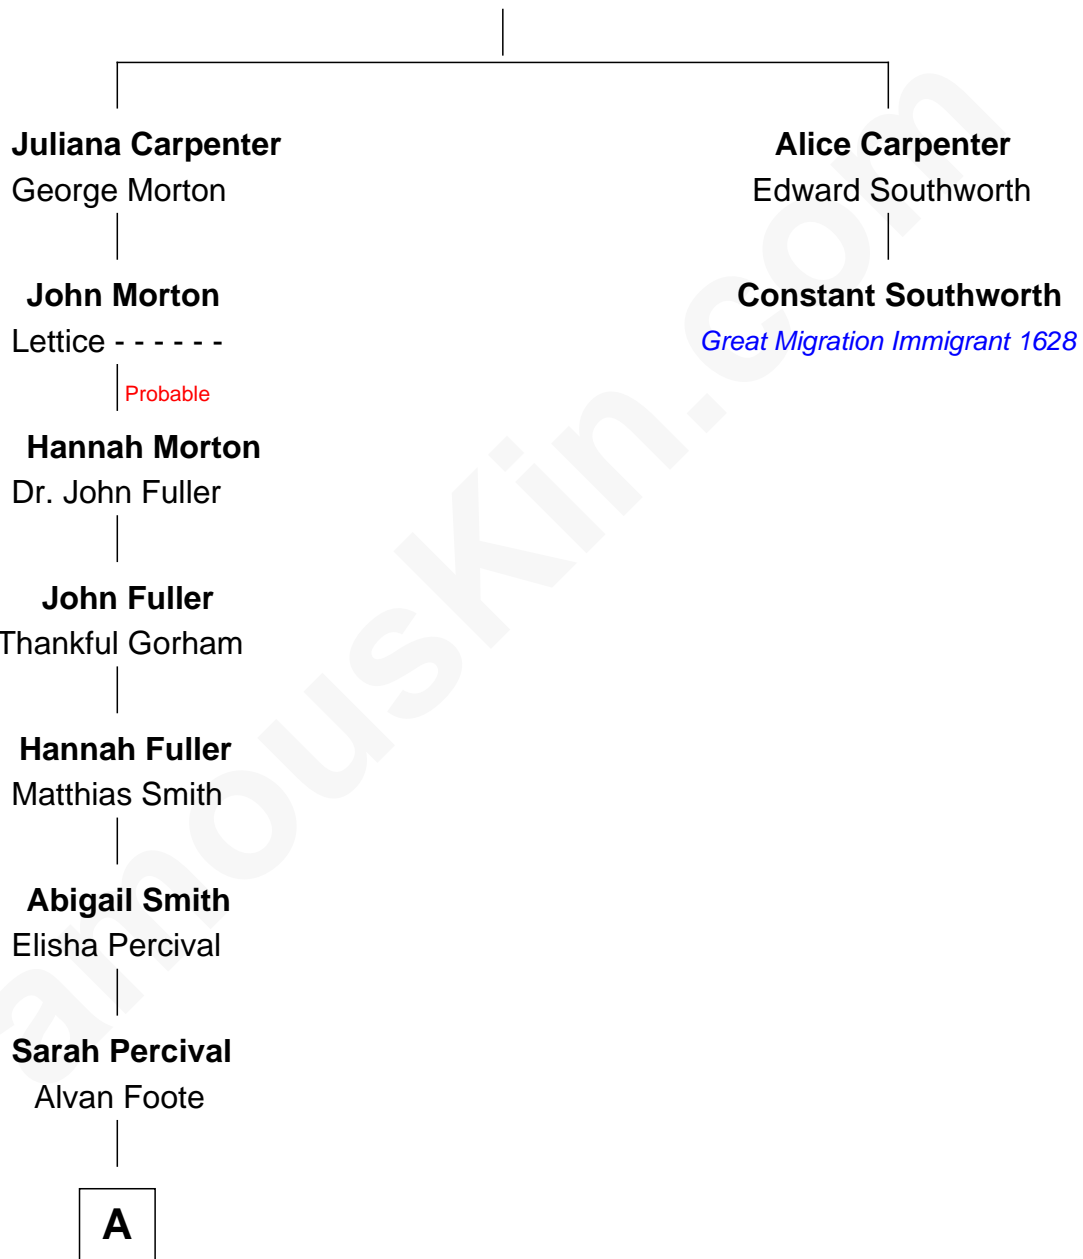 Juliana Carpenter
George Morton
Alice Carpenter
Edward Southworth
John Morton
Lettice - - - - - -
Constant Southworth
Great Migration Immigrant 1628
Probable
Hannah Morton
Dr. John Fuller
John Fuller
Thankful Gorham
Hannah Fuller
Matthias Smith
Abigail Smith
Elisha Percival
Sarah Percival
Alvan Foote
A
amouskin.com